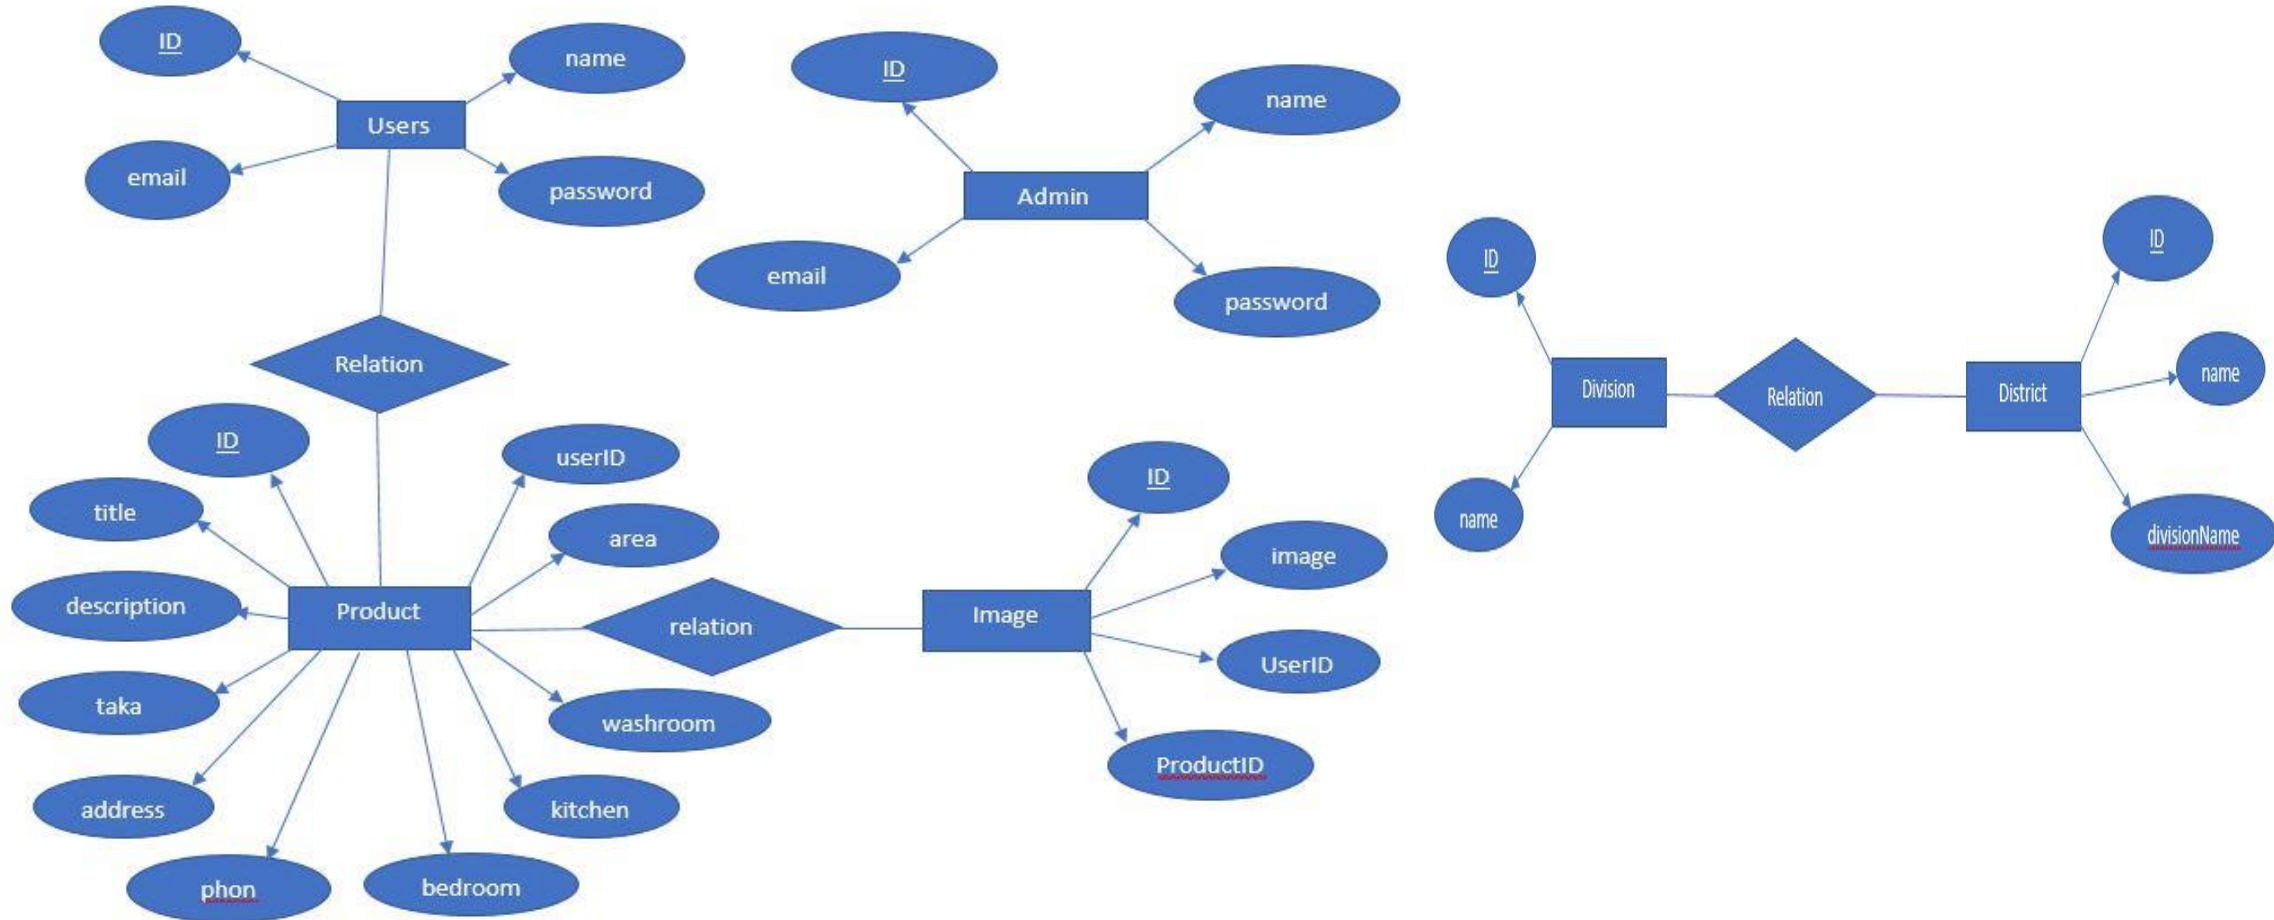 ID
name
Users
email
password
Relation
ID
name
Admin
email
password
ID
ID
Division
Relation
District
name
name
divisionName
ID
userID
title
area
description
Product
relation
Image
ID
image
UserID
ProductID
taka
washroom
address
kitchen
phon
bedroom